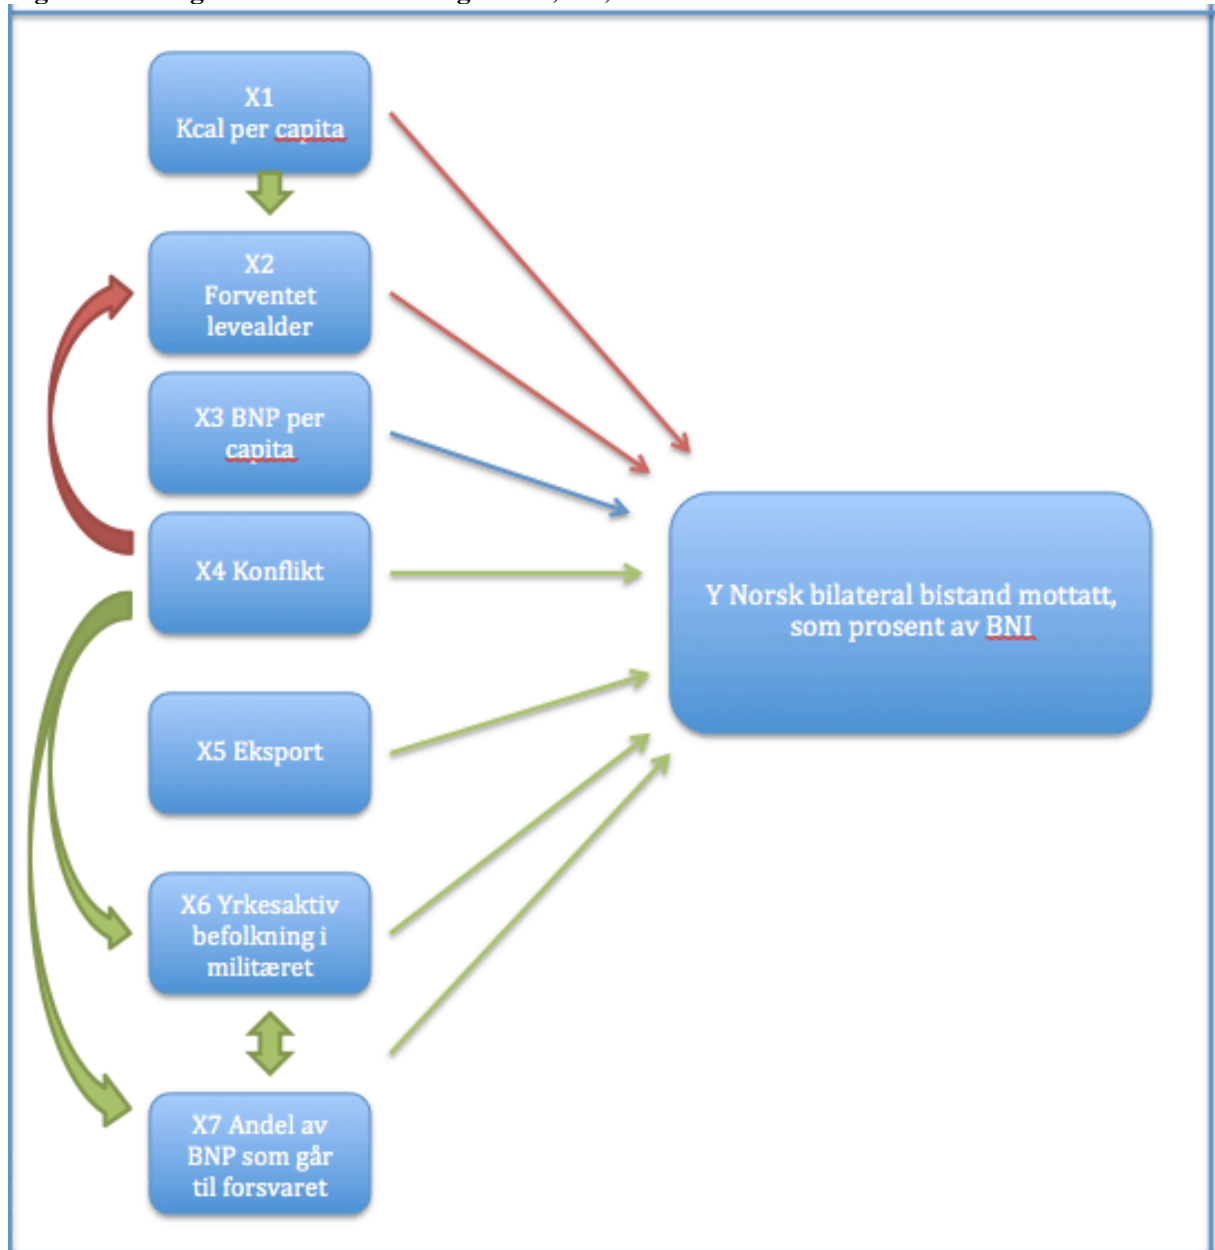 X1
Kcal per capita
X2
Forventet
levealder
X3 BNP per
capita
X4 Konflikt
Y Norsk bilateral bistand mottatt,
som prosent av BNI
X5 Eksport
X6 Yrkesaktiv
befolkning i
militæret
X7 Andel av
BNP som går
til forsvaret